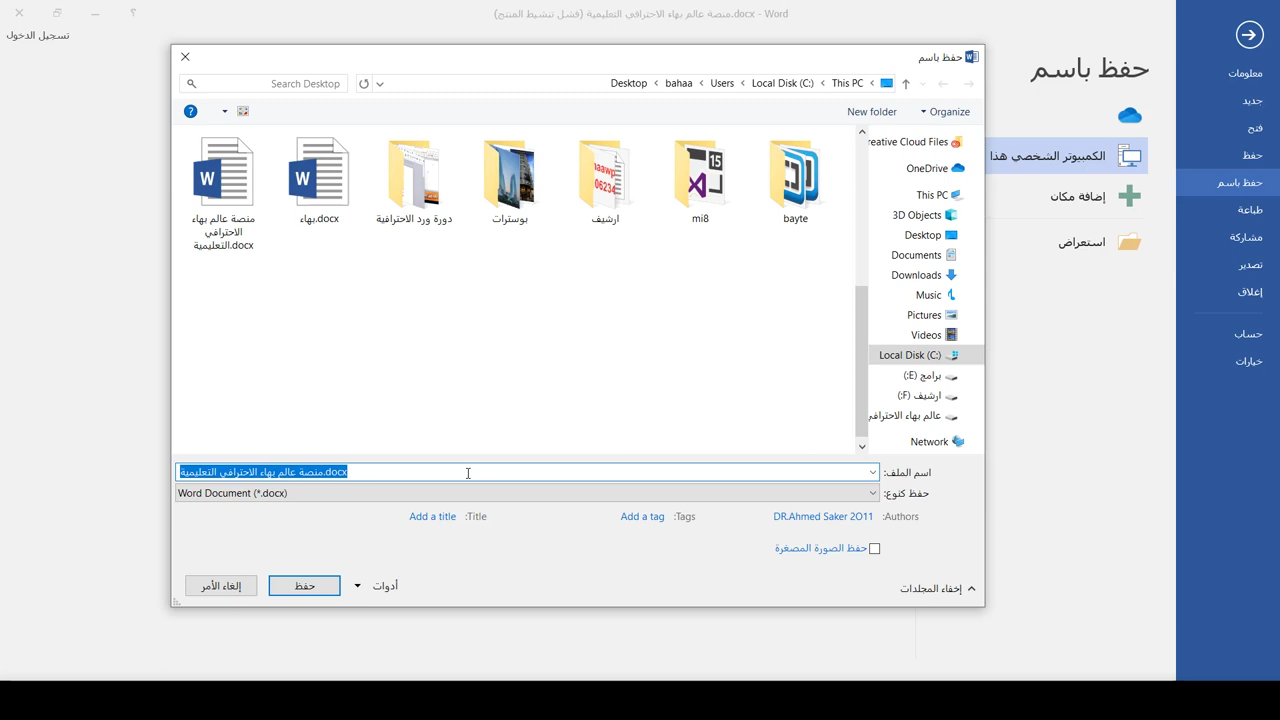 منصة عالم بهاء الاحترافي التعليمية.docx - Word (فشل تنشيط المنتج)
?
تسجيل الدخول
حفظ باسم
معلومات
جديد
فتح
حفظ
حفظ باسم
طباعة
مشاركة
تصدير
إغلاق
حساب
خيارات
الكمبيوتر الشخصي هذا
إضافة مكان
استعراض
حفظ باسم
This PC
Local Disk (C:)
Users
bahaa
Desktop
Search Desktop
Organize
New folder
?
reative Cloud Files
OneDrive
This PC
3D Objects
Desktop
Documents
Downloads
Music
Pictures
Videos
Local Disk (C:)
برامج (E:)
ارشيف (F:)
عالم بهاء الاحترافي
Network
bayte
mi8
15
ارشيف
aaawp
06234
بوسترات
دورة ورد الاحترافية
بهاء.docx
W
منصة عالم بهاء
الاحترافي
التعليمية.docx
W
اسم الملف:
منصة عالم بهاء الاحترافي التعليمية.docx
حفظ كنوع:
Word Document (*.docx)
Authors:
DR.Ahmed Saker 2O11
Tags:
Add a tag
Title:
Add a title
حفظ الصورة المصغرة
إخفاء المجلدات
أدوات
حفظ
إلغاء الأمر